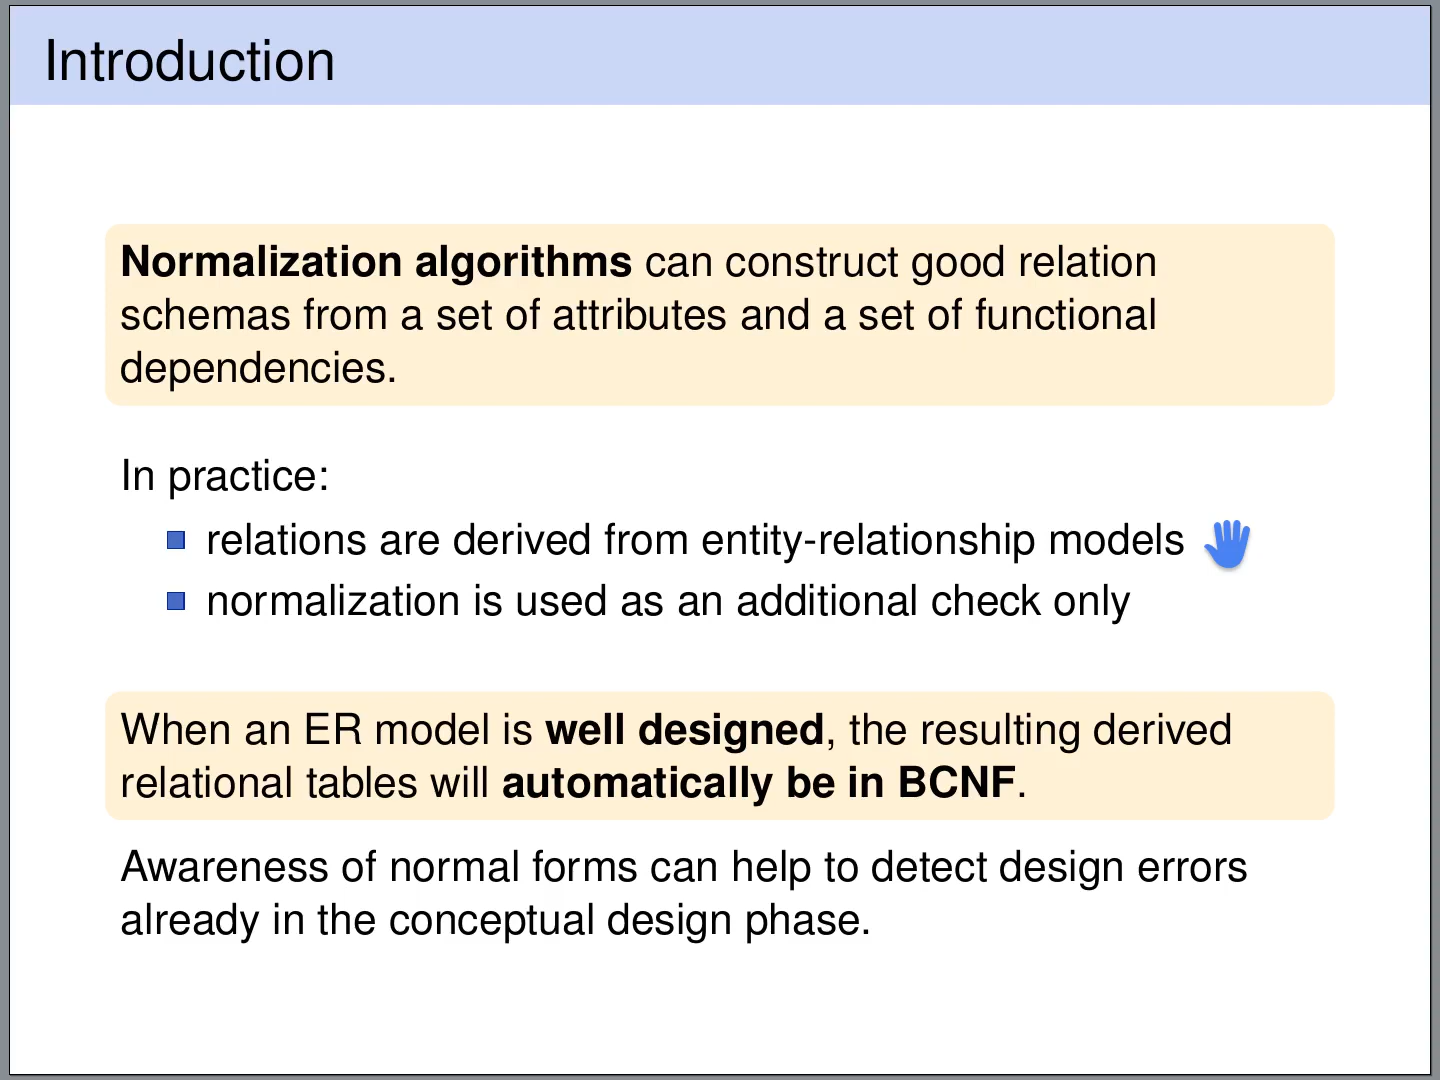 Introduction
Normalization algorithms can construct good relation
schemas from a set of attributes and a set of functional
dependencies.
In practice:
relations are derived from entity-relationship models
normalization is used as an additional check only
When an ER model is well designed, the resulting derived
relational tables will automatically be in BCNF.
Awareness of normal forms can help to detect design errors
already in the conceptual design phase.